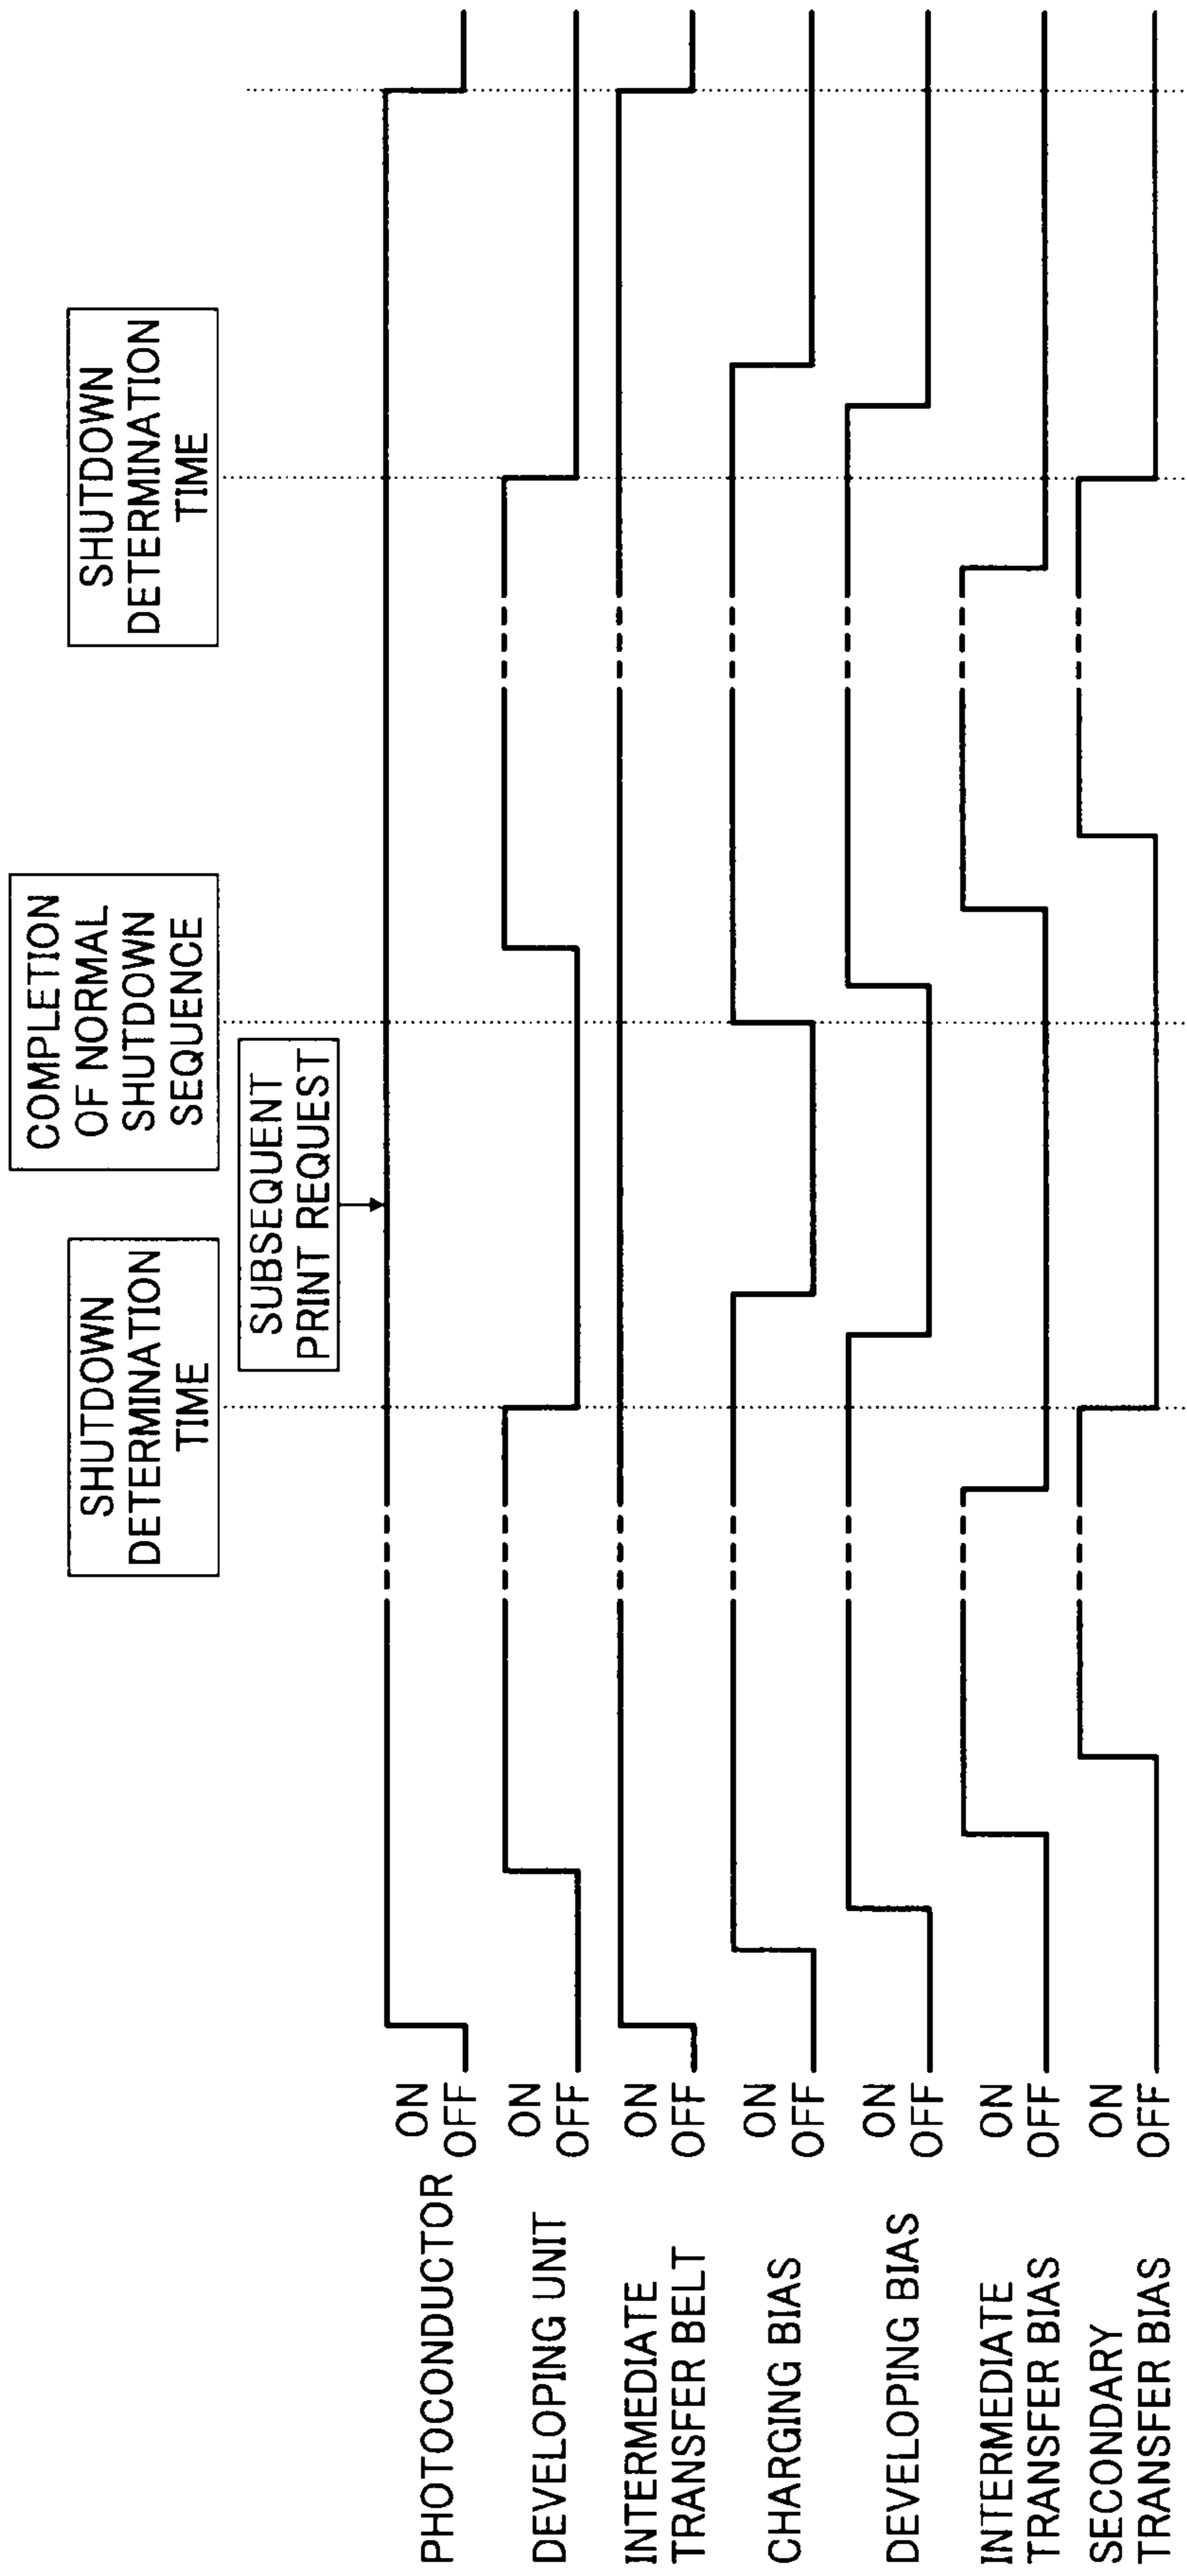 SHUTDOWN
DETERMINATION
TIME
COMPLETION
OF NORMAL
SHUTDOWN
SEQUENCE
SHUTDOWN
DETERMINATION
TIME
SUBSEQUENT
PRINT REQUEST
PHOTOCONDUCTOR
ON
OFF
DEVELOPING UNIT
ON
OFF
INTERMEDIATE
TRANSFER BELT
ON
OFF
CHARGING BIAS
ON
OFF
DEVELOPING BIAS
ON
OFF
INTERMEDIATE
TRANSFER BIAS
ON
OFF
SECONDARY
TRANSFER BIAS
ON
OFF